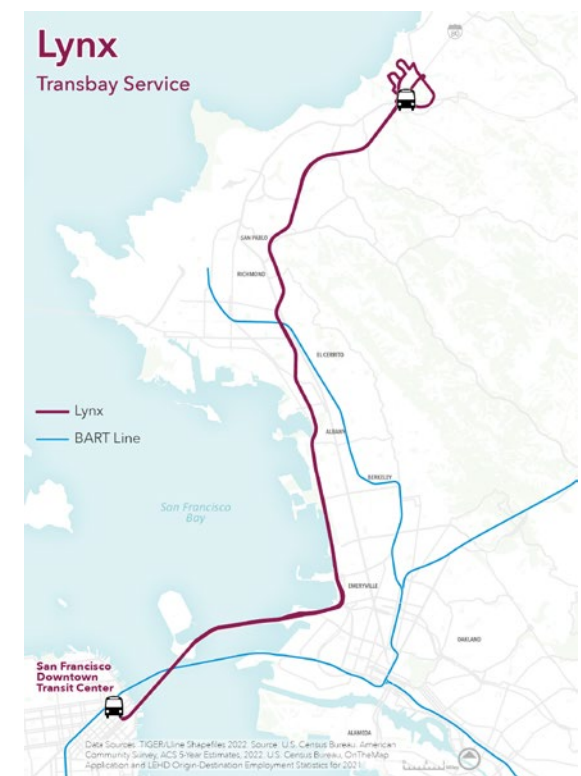 Lynx
Transbay Service
80
SAN PABLO
RICHMOND
EL CERRITO
Lynx
ALBANY
BART Line
BERKELEY
San Francisco
Bay
EMERYVILLE
OAKLAND
San Francisco
Downtown
Transit Center
ALAMEDA
Data Sources: TIGER/Line Shapefiles 2022. Source: U.S. Census Bureau, American
Community Survey, ACS 5-Year Estimates, 2022. U.S. Census Bureau, OnTheMap
Application and LEHD Origin-Destination Employment Statistics for 2021.